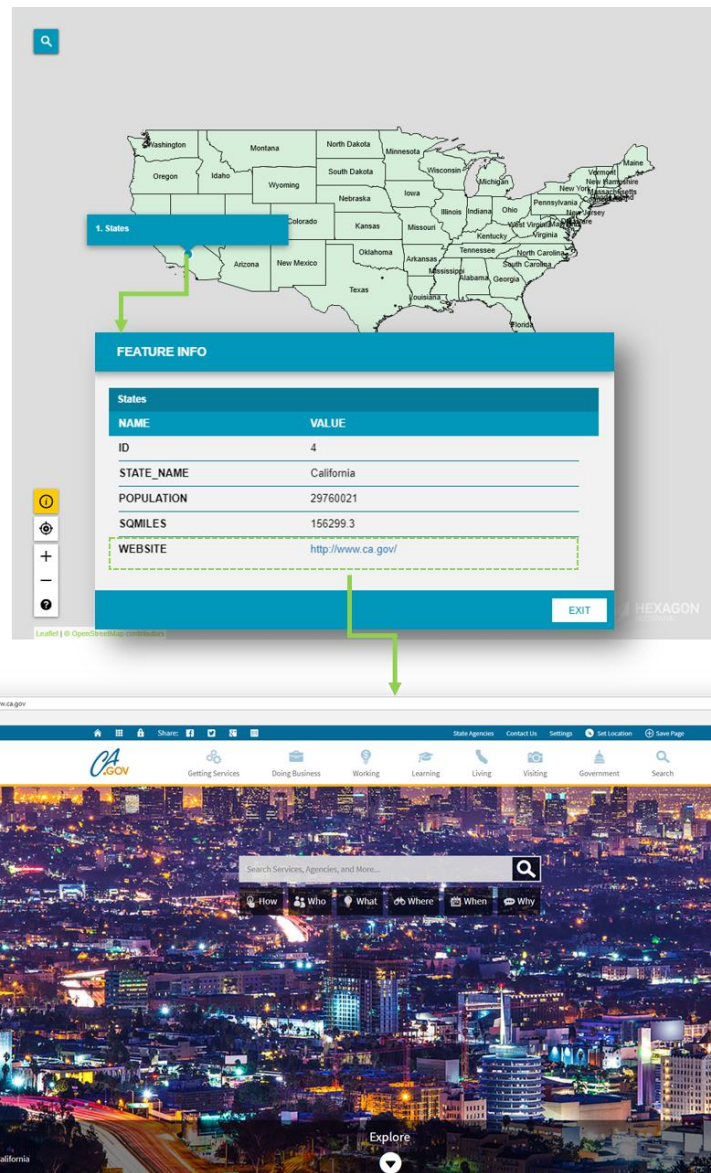 Washington
Montana
North Dakota
Minnesota
Maine
Oregon
Idaho
South Dakota
Wisconsin
Michigan
Vermont
New Hampshire
Massachusetts
Wyoming
Nebraska
Iowa
New York
Pennsylvania
New Jersey
1. States
Colorado
Kansas
Missouri
Illinois
Indiana
Ohio
West Virginia
Kentucky
Virginia
Arizona
New Mexico
Oklahoma
Arkansas
Tennessee
North Carolina
South Carolina
Mississippi
Alabama
Georgia
Texas
Louisiana
Florida
FEATURE INFO
States
NAME VALUE
ID 4
STATE_NAME California
POPULATION 29760021
SQMILES 156299.3
WEBSITE http://www.ca.gov/
EXIT
HEXAGON
Leaflet | © OpenStreetMap contributors
w.ca.gov
Share:
State Agencies Contact Us Settings Set Location Save Page
CA.GOV
Getting Services Doing Business Working Learning Living Visiting Government Search
Search Services, Agencies, and More...
How Who What Where When Why
Explore
alifornia